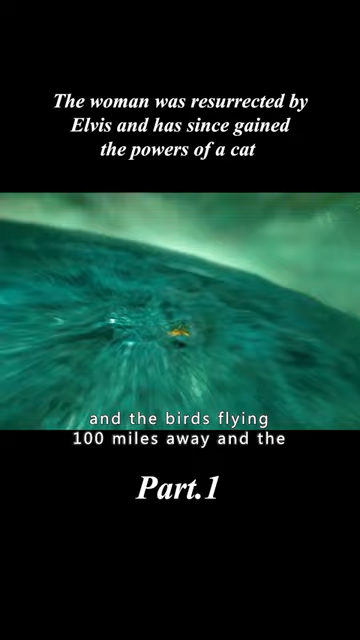 The woman was resurrected by
Elvis and has since gained
the powers of a cat
and the birds flying
100 miles away and the
Part.1